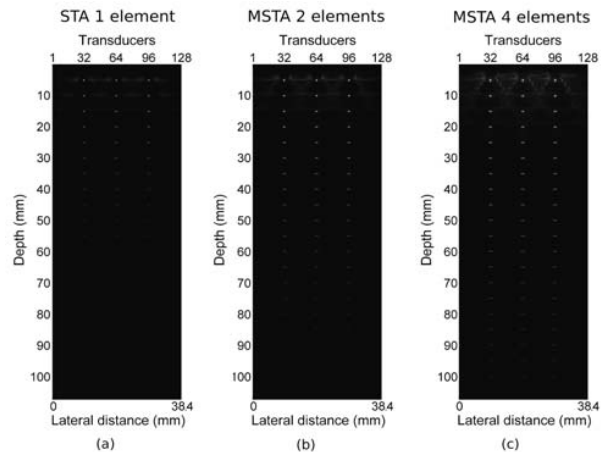 STA 1 element
MSTA 2 elements
MSTA 4 elements
Transducers
Transducers
Transducers
1 32 64 96 128
1 32 64 96 128
1 32 64 96 128
Depth (mm)
10
20
30
40
50
60
70
80
90
100
Depth (mm)
10
20
30
40
50
60
70
80
90
100
Depth (mm)
10
20
30
40
50
60
70
80
90
100
0 38.4
0 38.4
0 38.4
Lateral distance (mm)
Lateral distance (mm)
Lateral distance (mm)
(a)
(b)
(c)